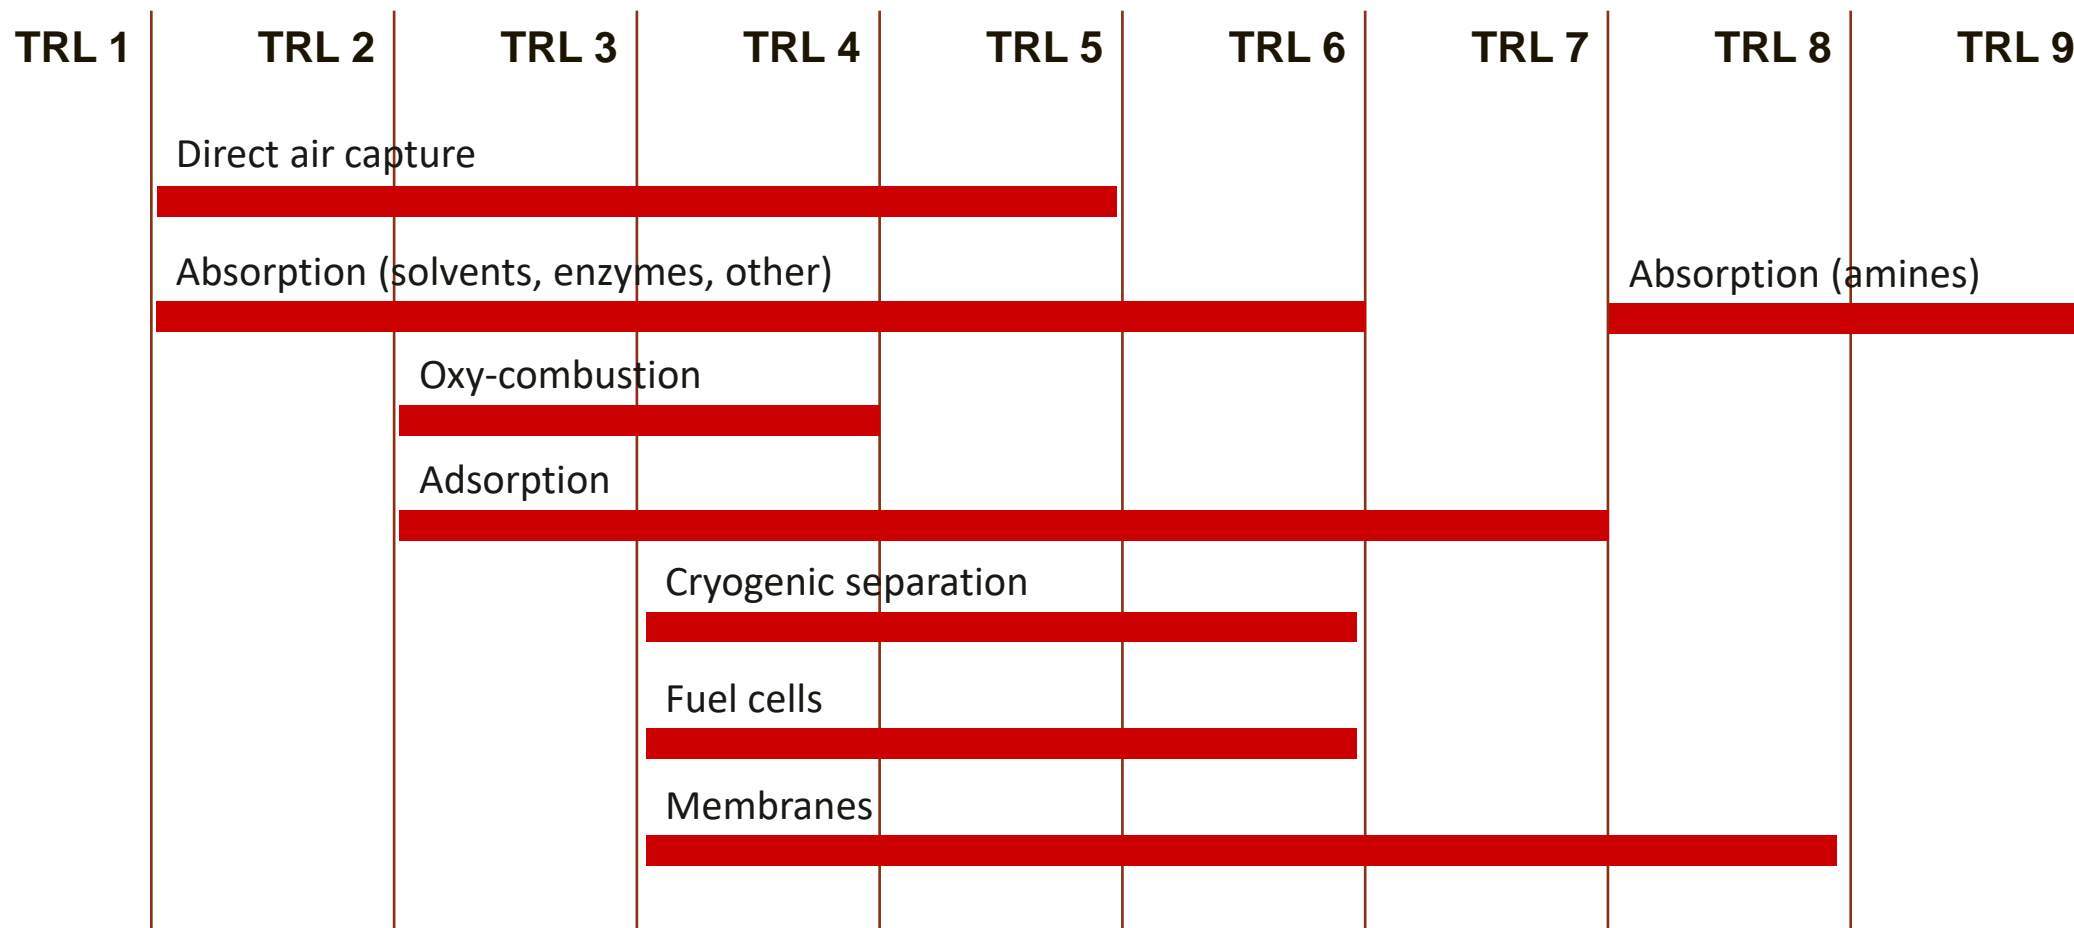 TRL 1 TRL 2 TRL 3 TRL 4 TRL 5 TRL 6 TRL 7 TRL 8 TRL 9
Direct air capture
Absorption (solvents, enzymes, other) Absorption (amines)
Oxy-combustion
Adsorption
Cryogenic separation
Fuel cells
Membranes